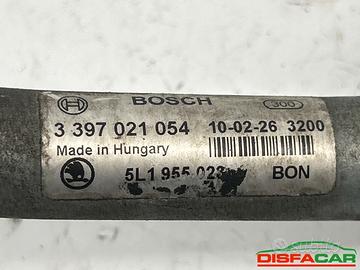 BOSCH 300
3 397 021 054 10-02-26 3200
Made in Hungary
5L1 955 023 BON
DISFACAR